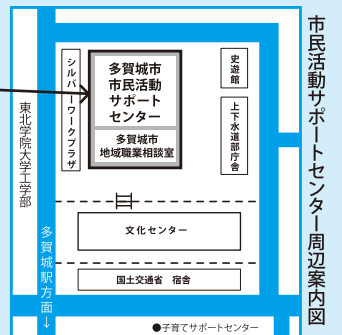 市民活動サポートセンター周辺案内図
史遊館
上下水道部庁舎
多賀城市
市民活動
サポート
センター
多賀城市
地域職業相談室
シルバーワークプラザ
東北学院大学工学部
文化センター
国土交通省 宿舎
多賀城駅方面→
●子育てサポートセンター